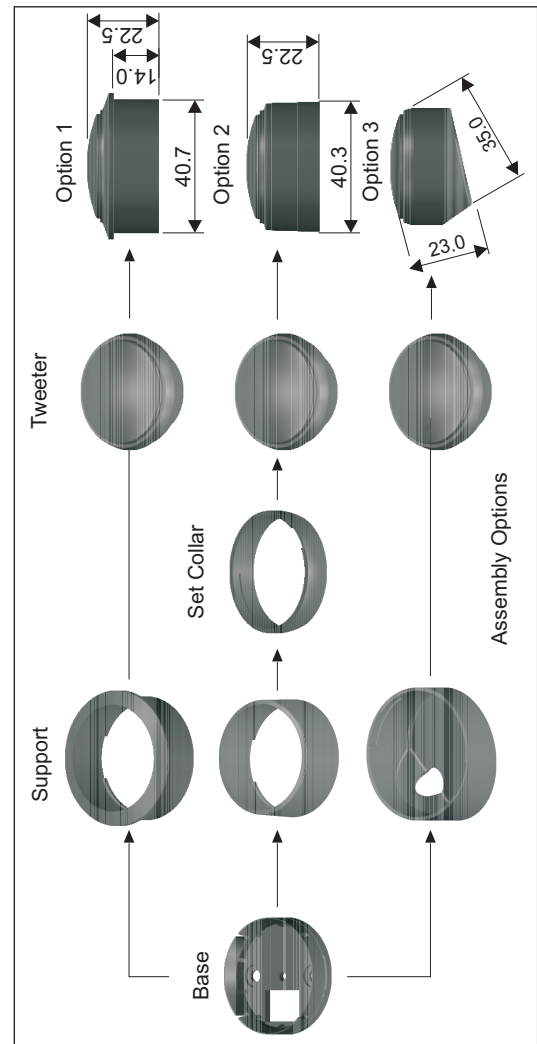 Base
Support
Set Collar
Tweeter
Assembly Options
Option 1
22.5
14.0
40.7
Option 2
22.5
40.3
Option 3
23.0
35.0